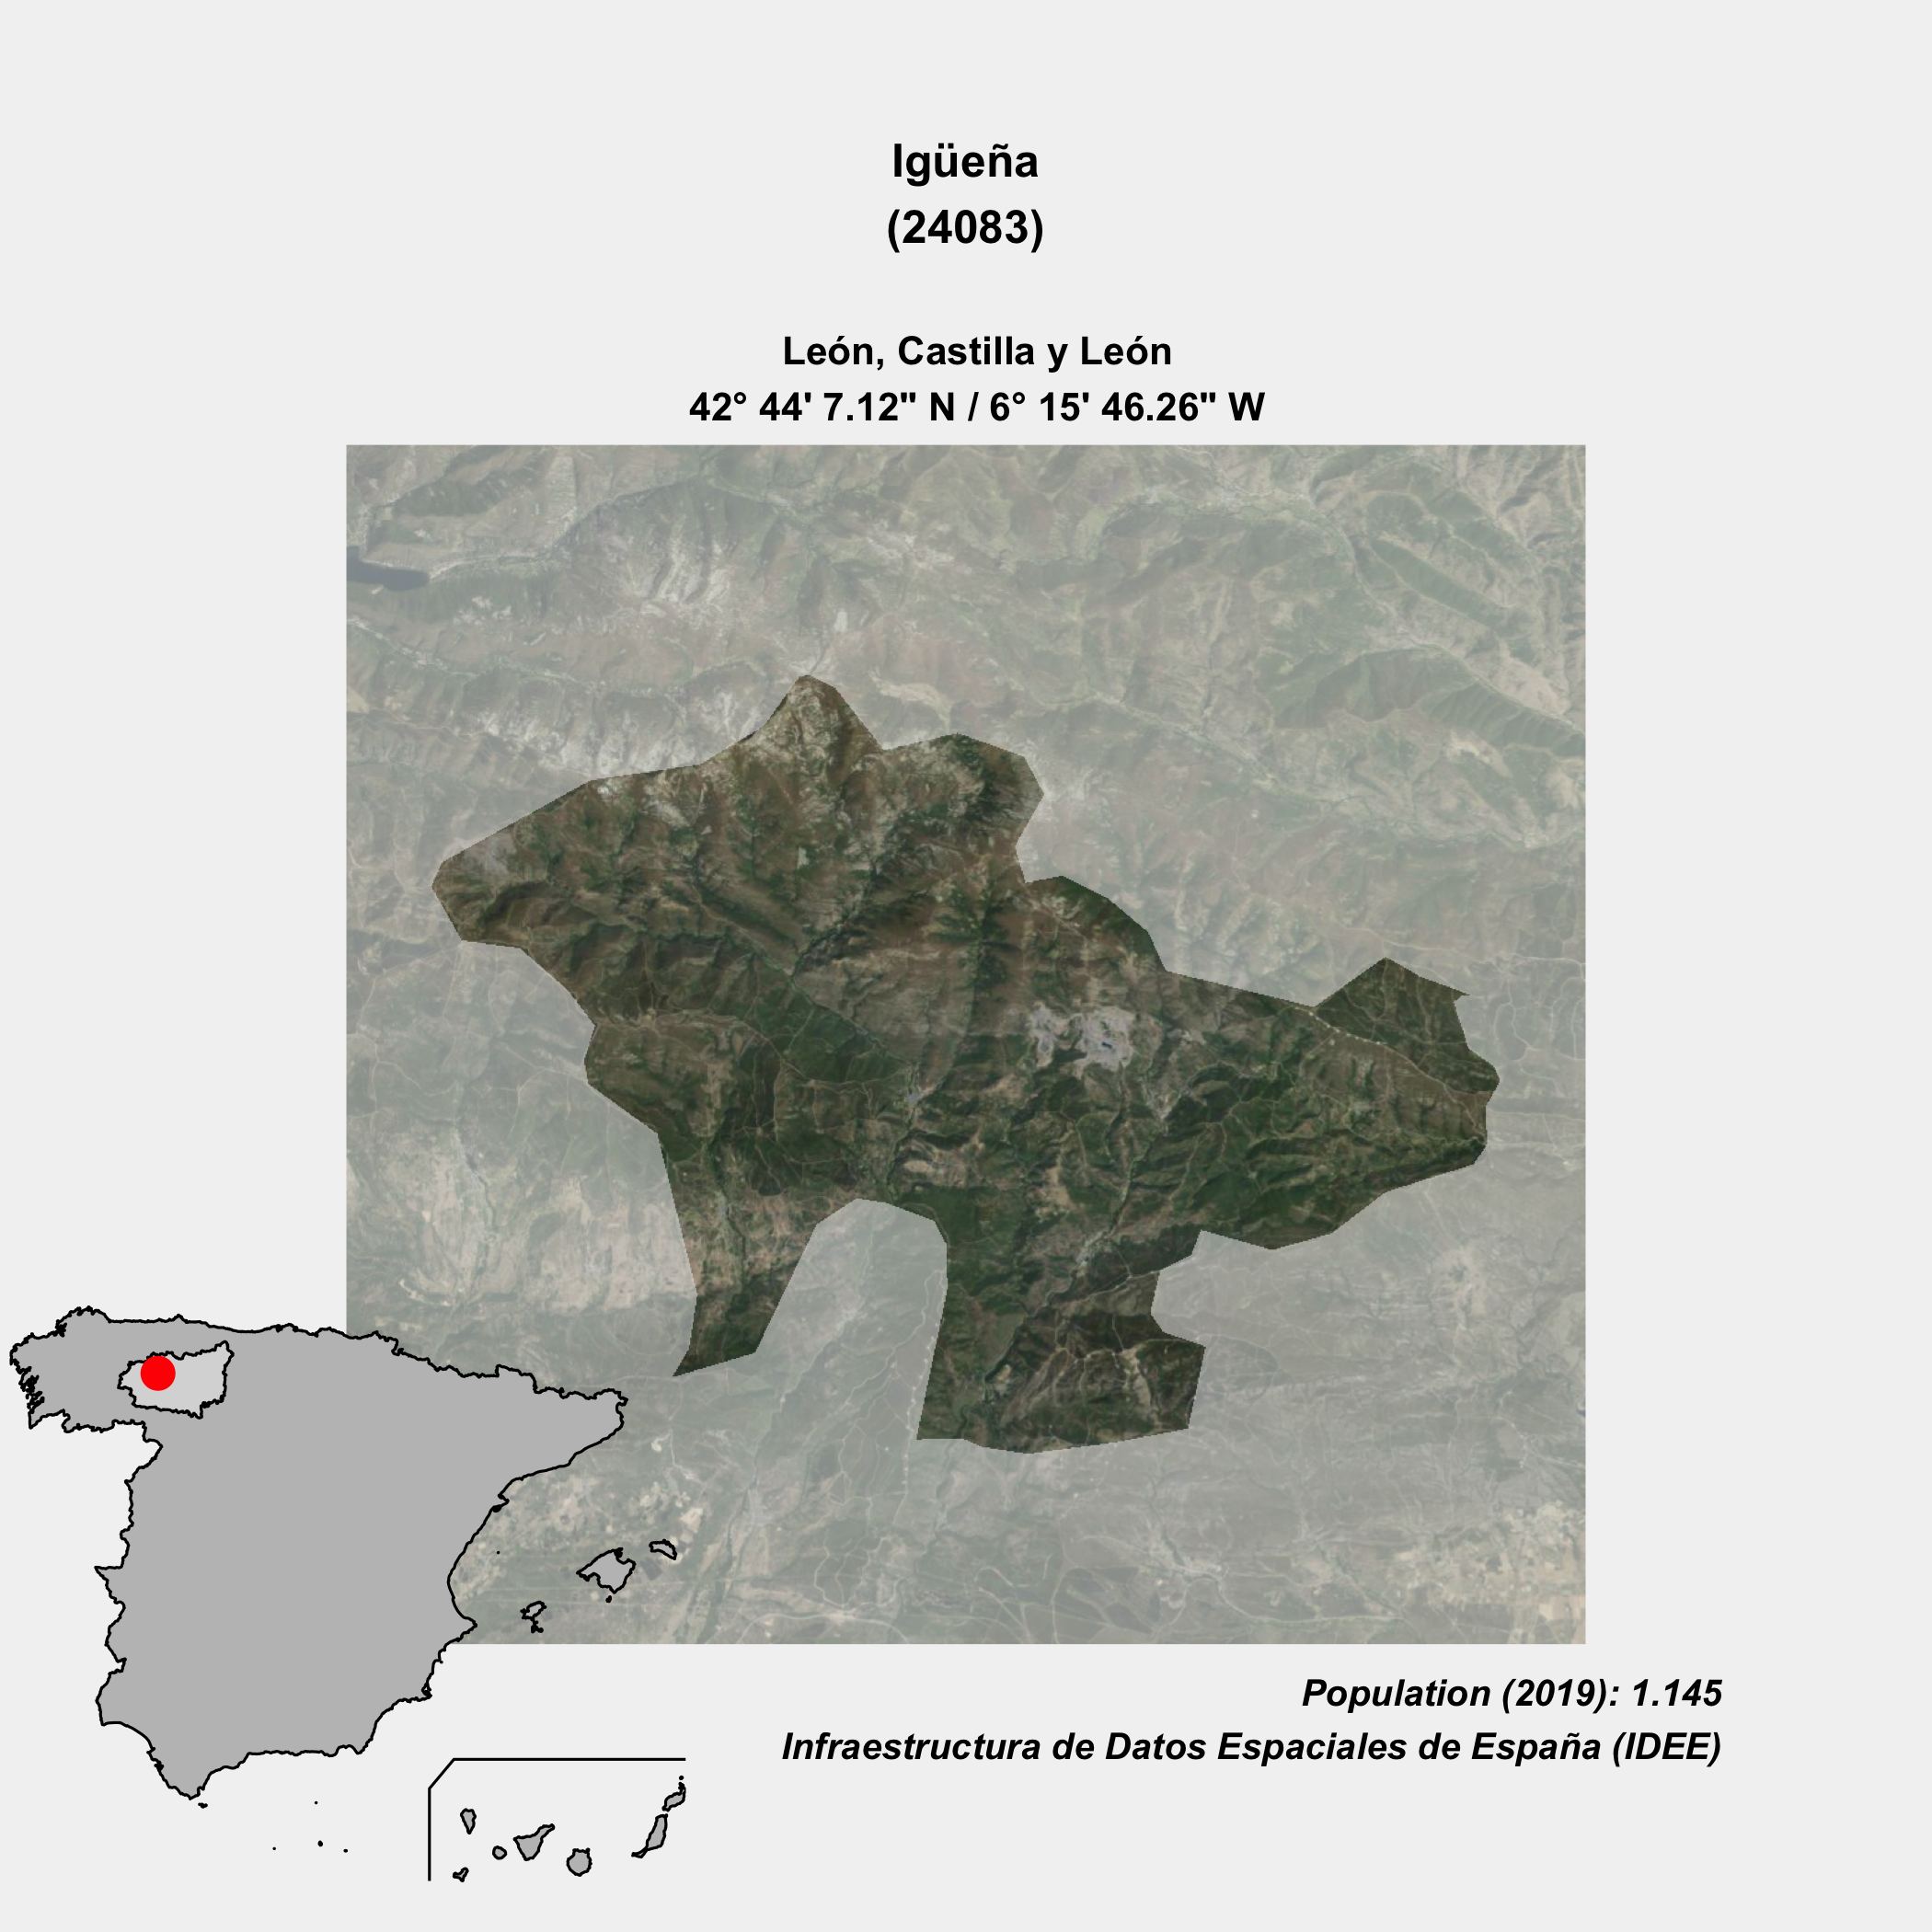 Igüeña
(24083)
León, Castilla y León
42° 44' 7.12" N / 6° 15' 46.26" W
Population (2019): 1.145
Infraestructura de Datos Espaciales de España (IDEE)